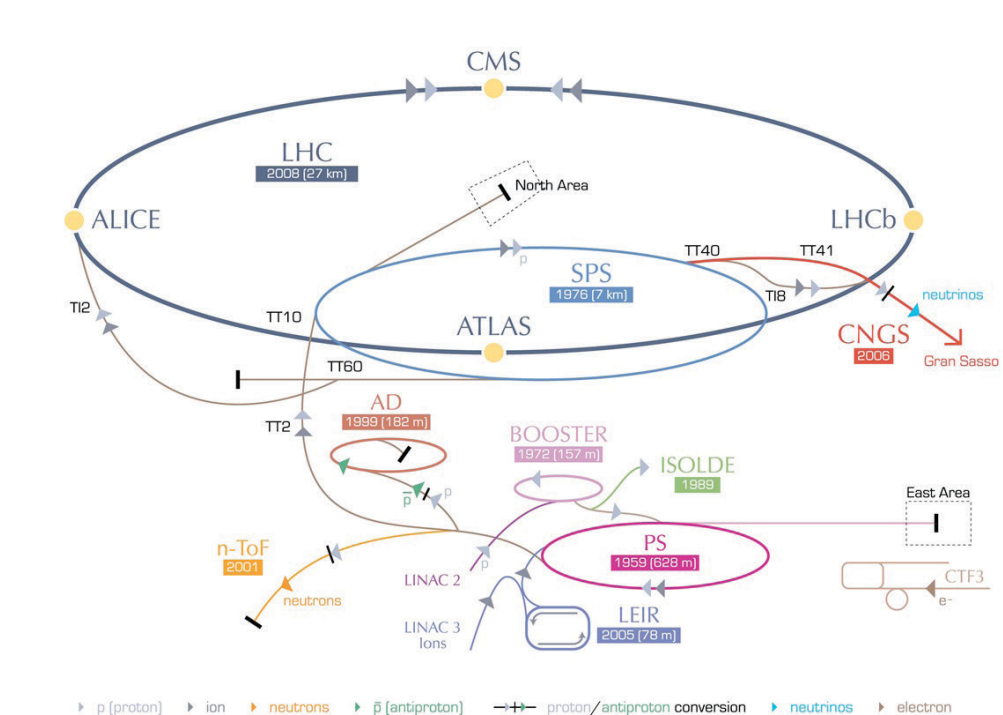 CMS
LHC
2008 (27 km)
North Area
ALICE
LHCb
TT40
TT41
SPS
1976 (7 km)
p
TI8
neutrinos
TI2
TT10
ATLAS
CNGS
2006
Gran Sasso
TT60
AD
1999 (182 m)
TT2
BOOSTER
1972 (157 m)
ISOLDE
1989
East Area
p̅
p
n-ToF
2001
neutrons
LINAC 2
p
PS
1959 (628 m)
CTF3
e-
LINAC 3
Ions
LEIR
2005 (78 m)
p (proton) ion neutrons p̅ (antiproton) proton/antiproton conversion neutrinos electron